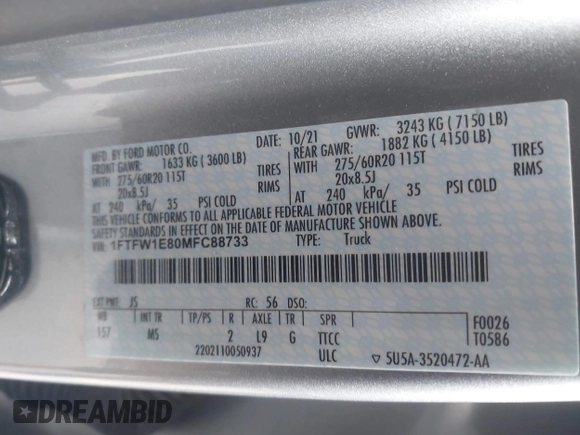 MFD. BY FORD MOTOR CO.
DATE: 10/21 GVWR: 3243 KG ( 7150 LB)
FRONT GAWR: 1633 KG ( 3600 LB)
REAR GAWR: 1882 KG ( 4150 LB)
WITH 275/60R20 115T TIRES
WITH 275/60R20 115T TIRES
20x8.5J RIMS
20x8.5J RIMS
AT 240 kPa/ 35 PSI COLD
AT 240 kPa/ 35 PSI COLD
THIS VEHICLE CONFORMS TO ALL APPLICABLE FEDERAL MOTOR VEHICLE
SAFETY STANDARDS IN EFFECT ON THE DATE OF MANUFACTURE SHOWN ABOVE.
VIN: 1FTFW1E80MFC88733 TYPE: Truck
EXT PNT: JS RC: 56 DSO:
WB INT TR TP/PS R AXLE TR SPR
157 MS 2 L9 G TTCC
ULC
F0026
T0586
2202110050937
▽ 5U5A-3520472-AA
DREAMBID